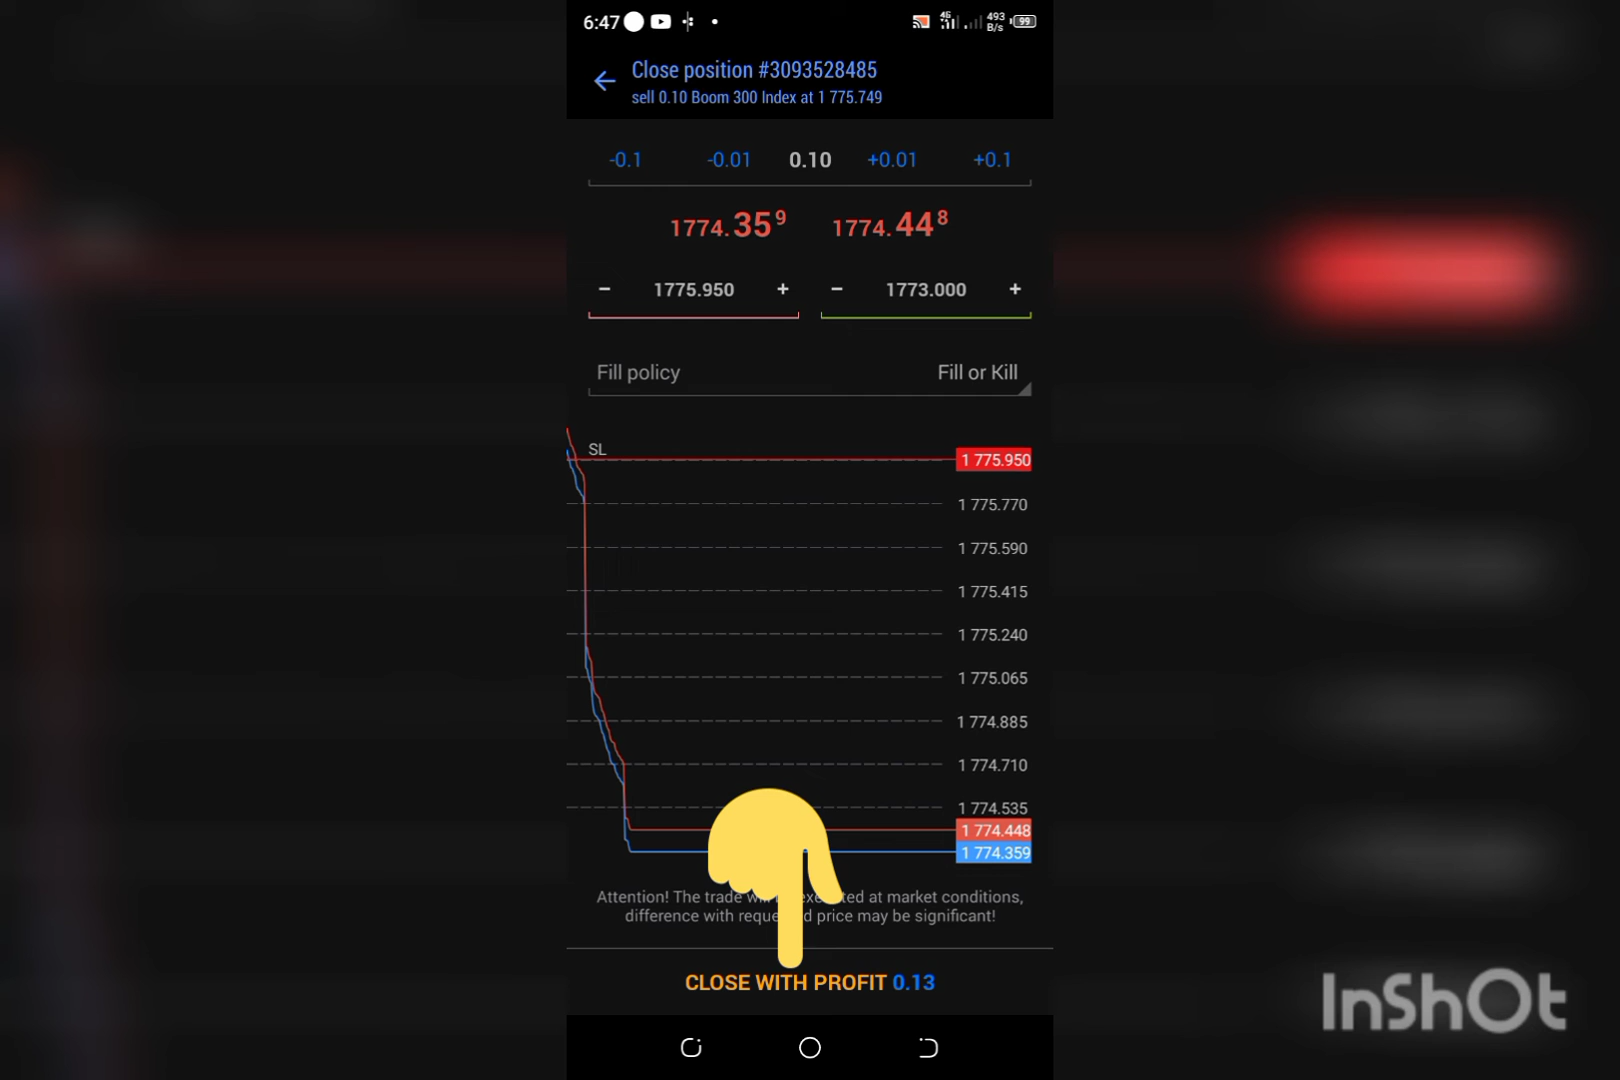 6:47
4G
493
B/s
99
Close position #3093528485
sell 0.10 Boom 300 Index at 1 775.749
-0.1 -0.01 0.10 +0.01 +0.1
1774.359 1774.448
− 1775.950 + − 1773.000 +
Fill policy Fill or Kill
SL
1 775.950
1 775.770
1 775.590
1 775.415
1 775.240
1 775.065
1 774.885
1 774.710
1 774.535
1 774.448
1 774.359
Attention! The trade at market conditions,
difference with price may be significant!
CLOSE WITH PROFIT 0.13
InShOt